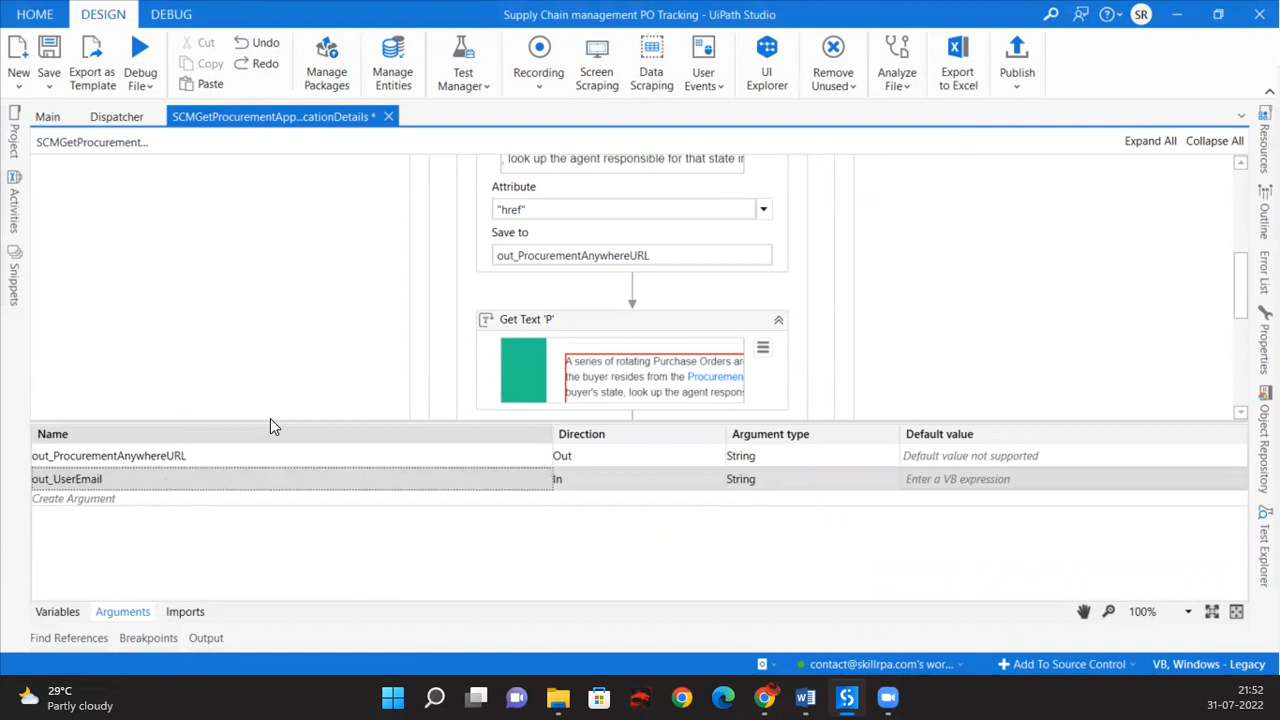 HOME DESIGN DEBUG Supply Chain management PO Tracking - UiPath Studio SR
New Save Export as Template Debug File Cut Copy Paste Undo Redo Manage Packages Manage Entities Test Manager Recording Screen Scraping Data Scraping User Events UI Explorer Remove Unused Analyze File Export to Excel Publish
Main Dispatcher SCMGetProcurementApp...cationDetails *
SCMGetProcurement... Expand All Collapse All
Project
Activities
Snippets
, look up the agent responsible for that state i
Attribute
"href"
Save to
out_ProcurementAnywhereURL
Get Text 'P'
A series of rotating Purchase Orders ar
the buyer resides from the Procuremen
buyer's state, look up the agent respons
Resources
Outline
Error List
Properties
Object Repository
Test Explorer
Name Direction Argument type Default value
out_ProcurementAnywhereURL Out String Default value not supported
out_UserEmail In String Enter a VB expression
Create Argument
Variables Arguments Imports 100%
Find References Breakpoints Output
contact@skillrpa.com's wor... Add To Source Control VB, Windows - Legacy
29°C
Partly cloudy
21:52
31-07-2022